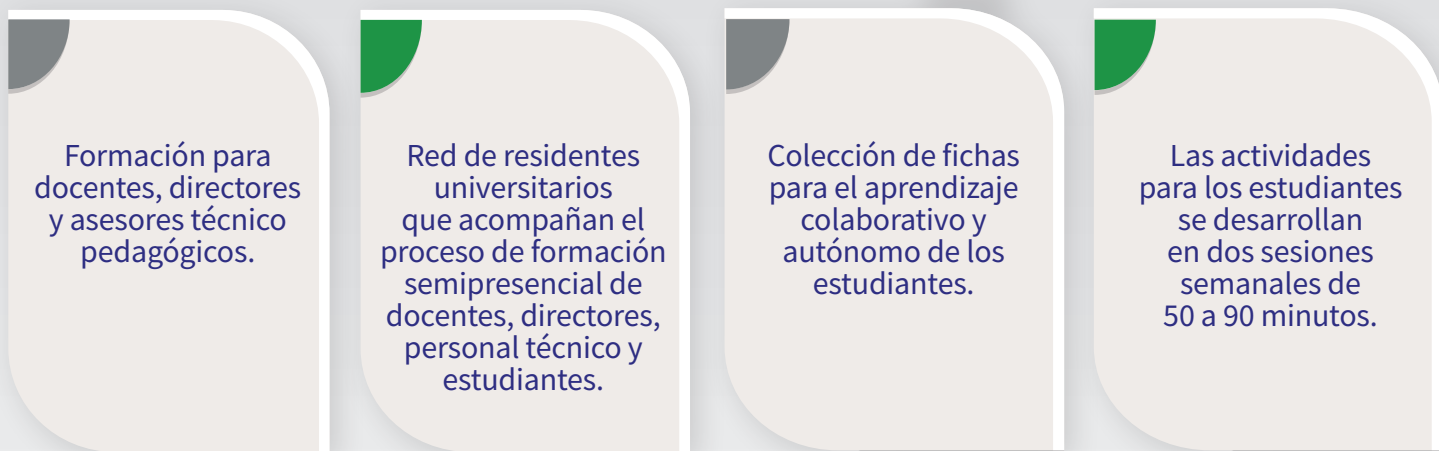 Formación para
docentes, directores
y asesores técnico
pedagógicos.
Red de residentes
universitarios
que acompañan el
proceso de formación
semipresencial de
docentes, directores,
personal técnico y
estudiantes.
Colección de fichas
para el aprendizaje
colaborativo y
autónomo de los
estudiantes.
Las actividades
para los estudiantes
se desarrollan
en dos sesiones
semanales de
50 a 90 minutos.